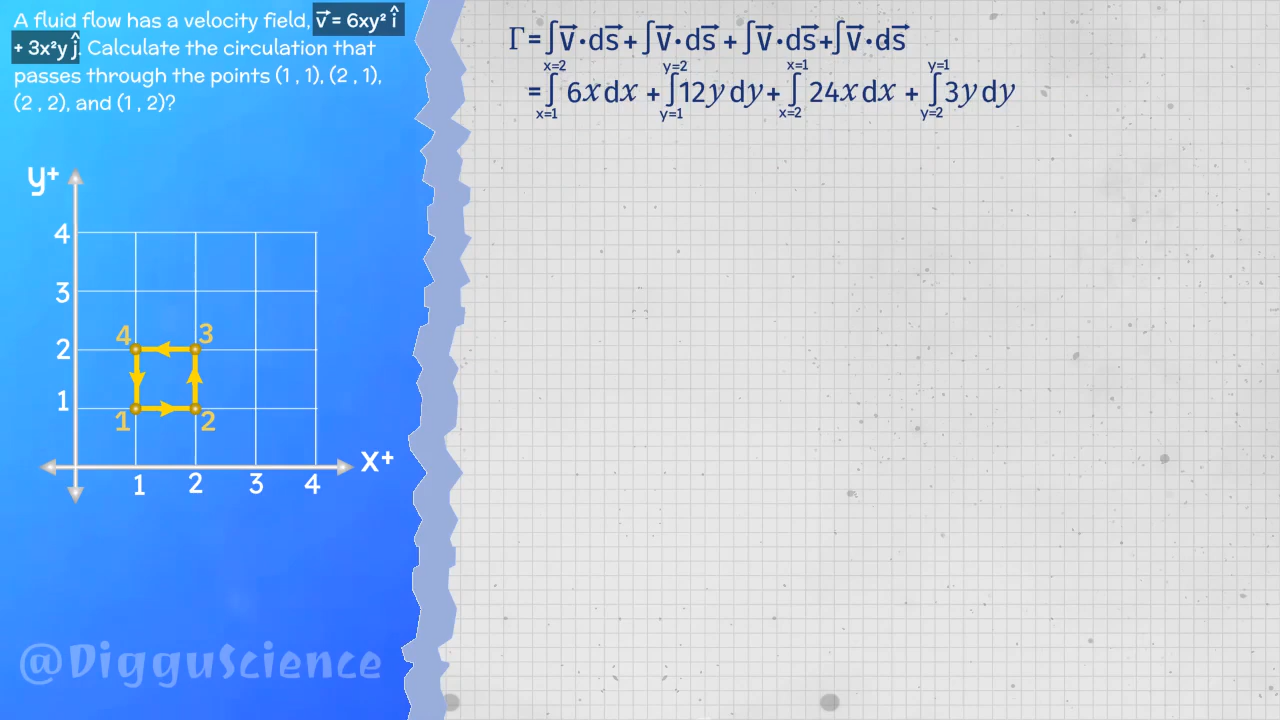 A fluid flow has a velocity field, v⃗ = 6xy² î
+ 3x²y ĵ. Calculate the circulation that
passes through the points (1 , 1), (2 , 1),
(2 , 2), and (1 , 2)?
Γ = ∫v⃗·ds⃗ + ∫v⃗·ds⃗ + ∫v⃗·ds⃗ + ∫v⃗·ds⃗
x=2 y=2 x=1 y=1
= ∫ 6x dx + ∫ 12y dy + ∫ 24x dx + ∫ 3y dy
x=1 y=1 x=2 y=2
y+
4
3
4 3
2
1
1 2
x+
1 2 3 4
@DigguScience